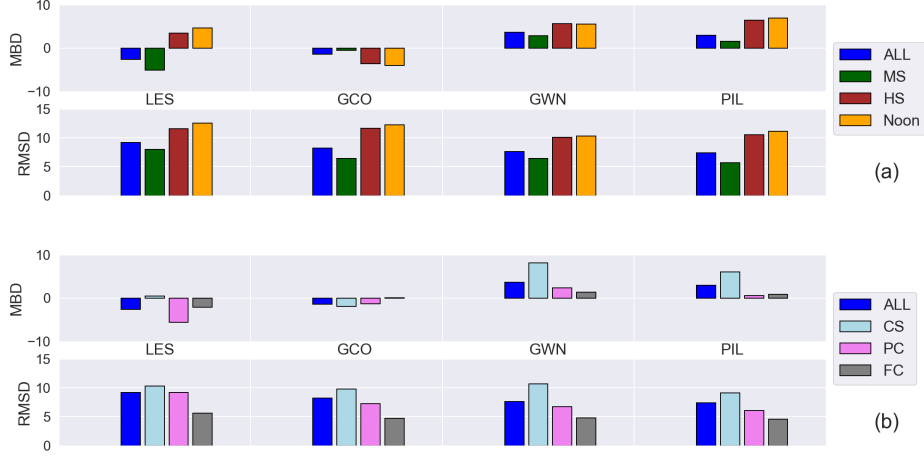 10
0
−10
MBD
ALL
MS
HS
Noon
LES GCO GWN PIL
15
10
5
0
RMSD
(a)
10
0
−10
MBD
ALL
CS
PC
FC
LES GCO GWN PIL
15
10
5
0
RMSD
(b)